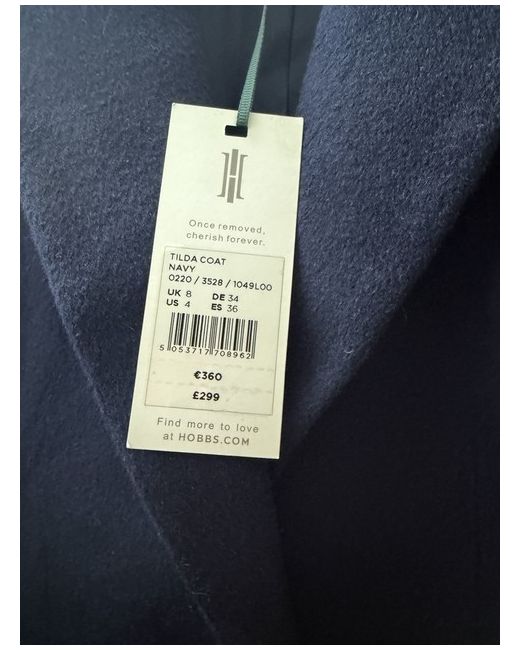 Once removed,
cherish forever.
TILDA COAT
NAVY
0220 / 3528 / 1049L00
UK 8 DE 34
US 4 ES 36
5 053717 708962
€360
£299
Find more to love
at HOBBS.COM